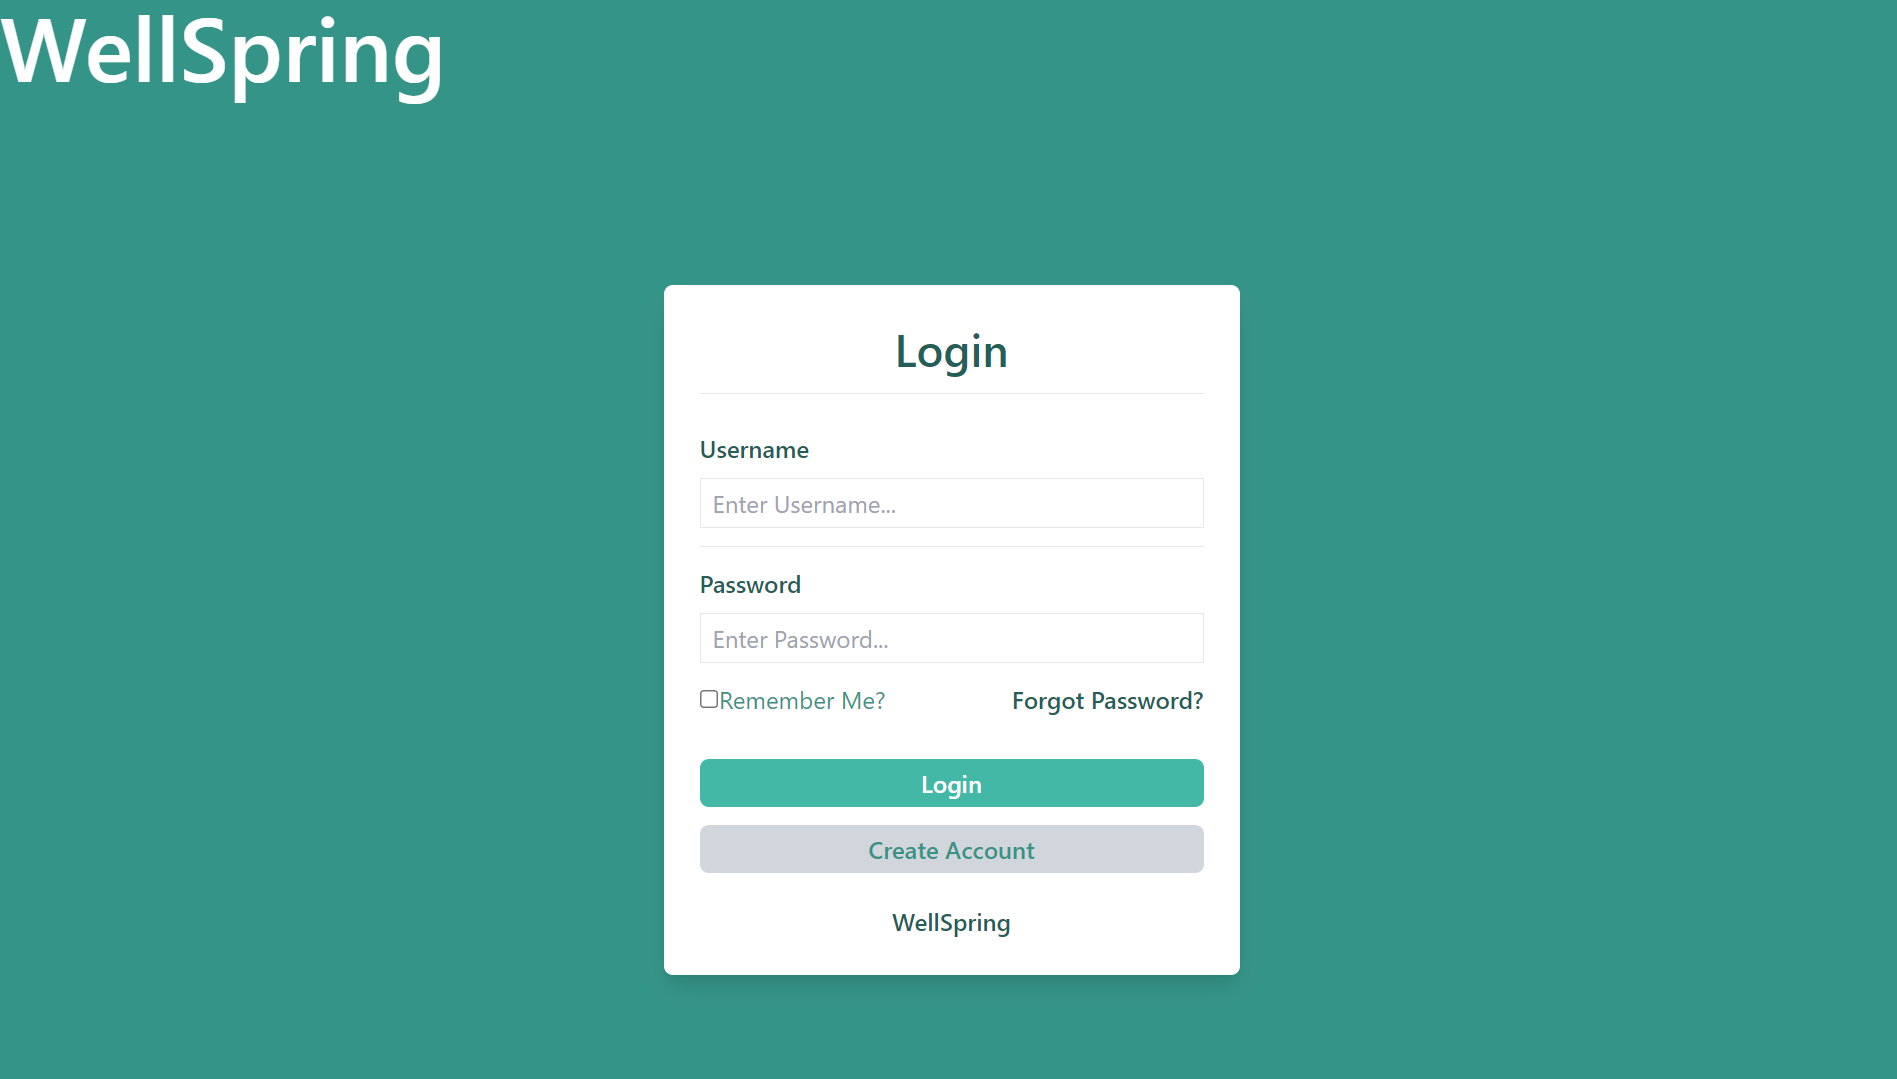 WellSpring
Login
Username
Enter Username...
Password
Enter Password...
Remember Me? Forgot Password?
Login
Create Account
WellSpring